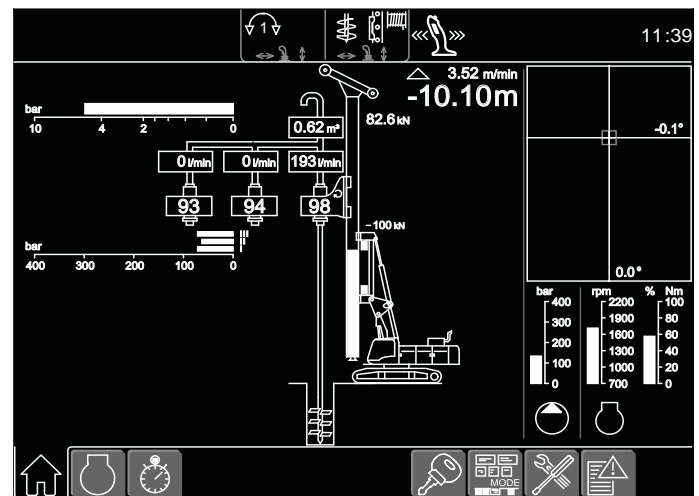 1
11:39
3.52 m/min
-10.10m
bar
10 4 2 0
0.62 m³
82.6 kN
-0.1°
0 l/min 0 l/min 193 l/min
93 94 98
-100 kN
bar
400 300 200 100 0
III
II
I
0.0°
bar rpm % Nm
400 2200 100
300 1900 80
200 1600 60
1300 40
100 1000 20
0 700 0
MODE